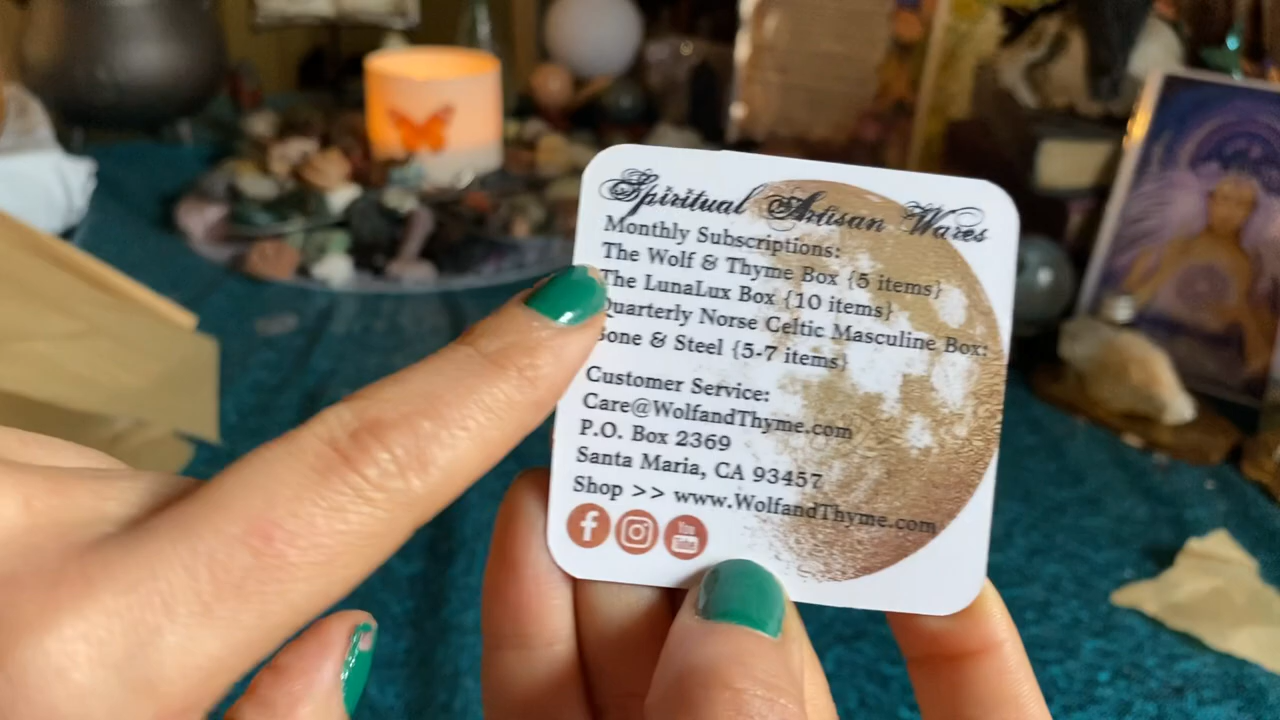 Spiritual Artisan Wares
Monthly Subscriptions:
The Wolf & Thyme Box {5 items}
The LunaLux Box {10 items}
Quarterly Norse Celtic Masculine Box:
Bone & Steel {5-7 items}
Customer Service:
Care@WolfandThyme.com
P.O. Box 2369
Santa Maria, CA 93457
Shop >> www.WolfandThyme.com
You
Tube